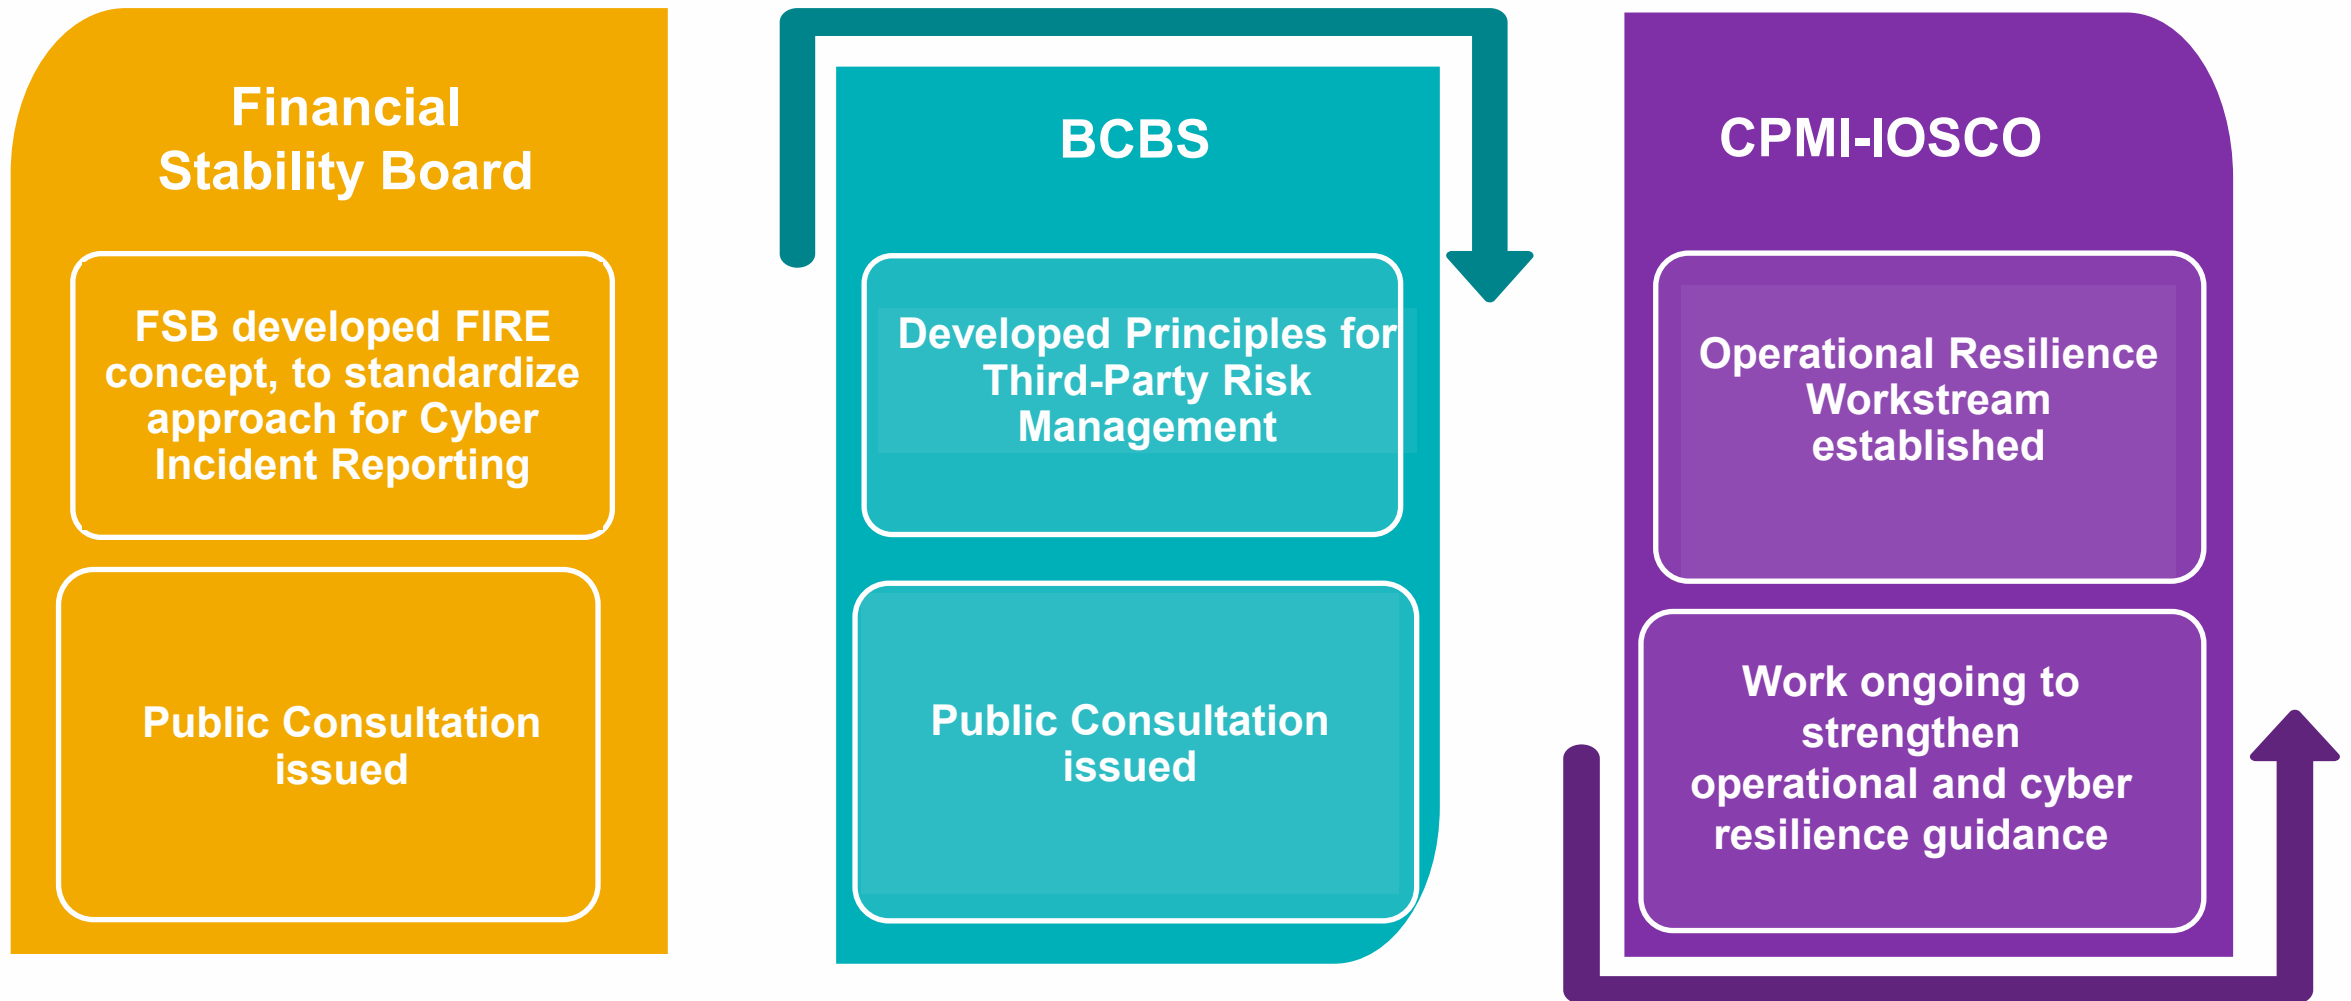 Financial
Stability Board
FSB developed FIRE
concept, to standardize
approach for Cyber
Incident Reporting
Public Consultation
issued
BCBS
Developed Principles for
Third-Party Risk
Management
Public Consultation
issued
CPMI-IOSCO
Operational Resilience
Workstream
established
Work ongoing to
strengthen
operational and cyber
resilience guidance